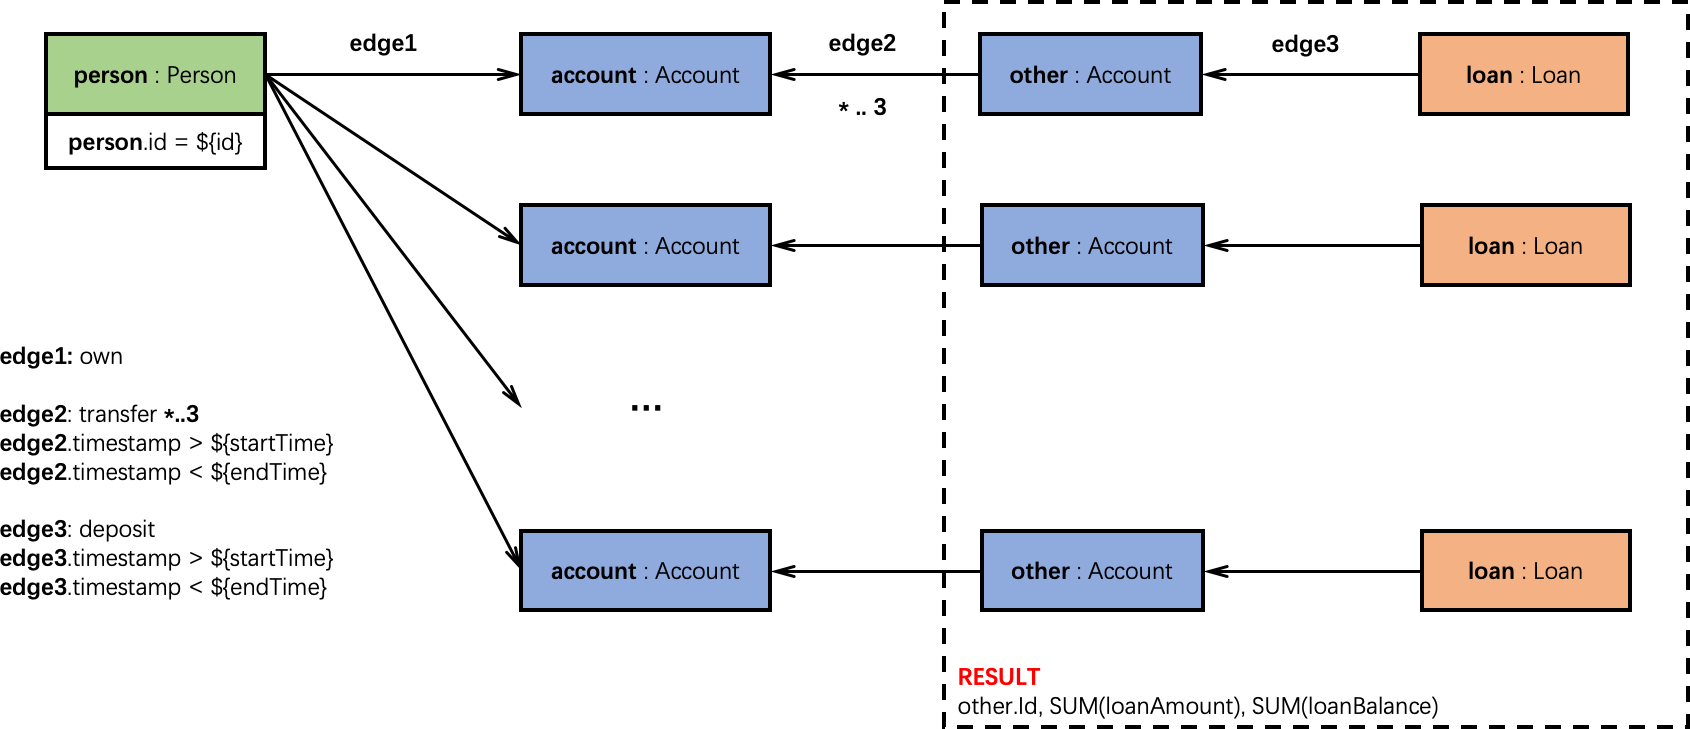 edge1
edge2
edge3
person : Person
account : Account
other : Account
loan : Loan
* .. 3
person.id = ${id}
account : Account
other : Account
loan : Loan
edge1: own
...
edge2: transfer *..3
edge2.timestamp > ${startTime}
edge2.timestamp < ${endTime}
edge3: deposit
edge3.timestamp > ${startTime}
edge3.timestamp < ${endTime}
account : Account
other : Account
loan : Loan
RESULT
other.Id, SUM(loanAmount), SUM(loanBalance)